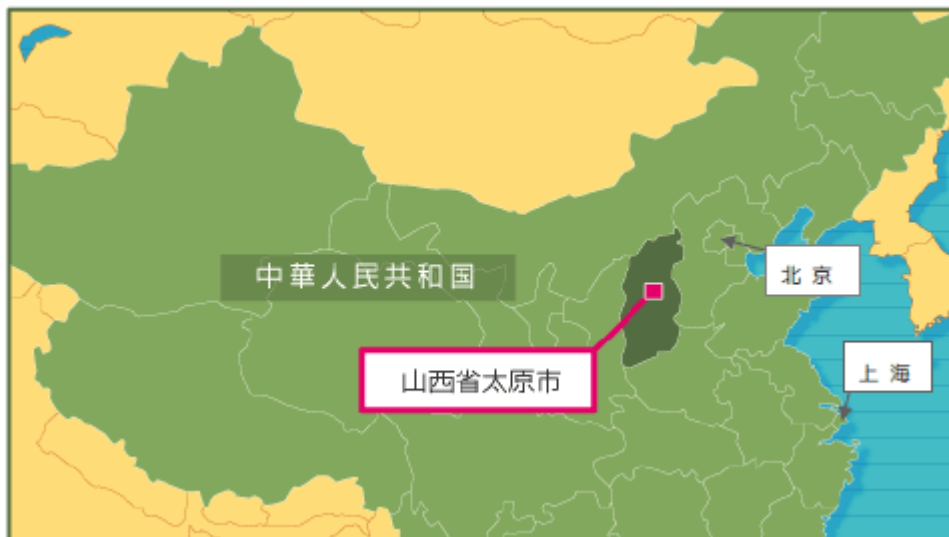 中華人民共和国
北京
山西省太原市
上海